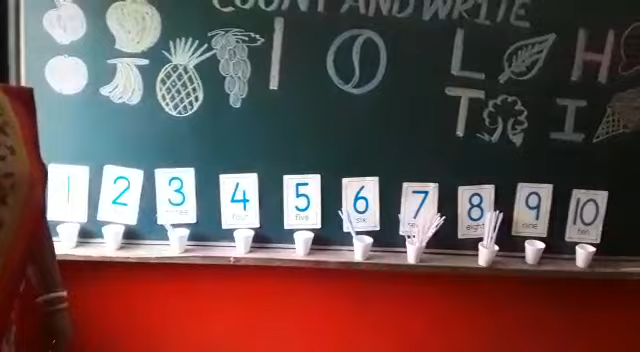 COUNT AND WRITE
I
L
H
T
I
1
2
3
three
4
four
5
five
6
six
7
8
eight
9
nine
10
ten